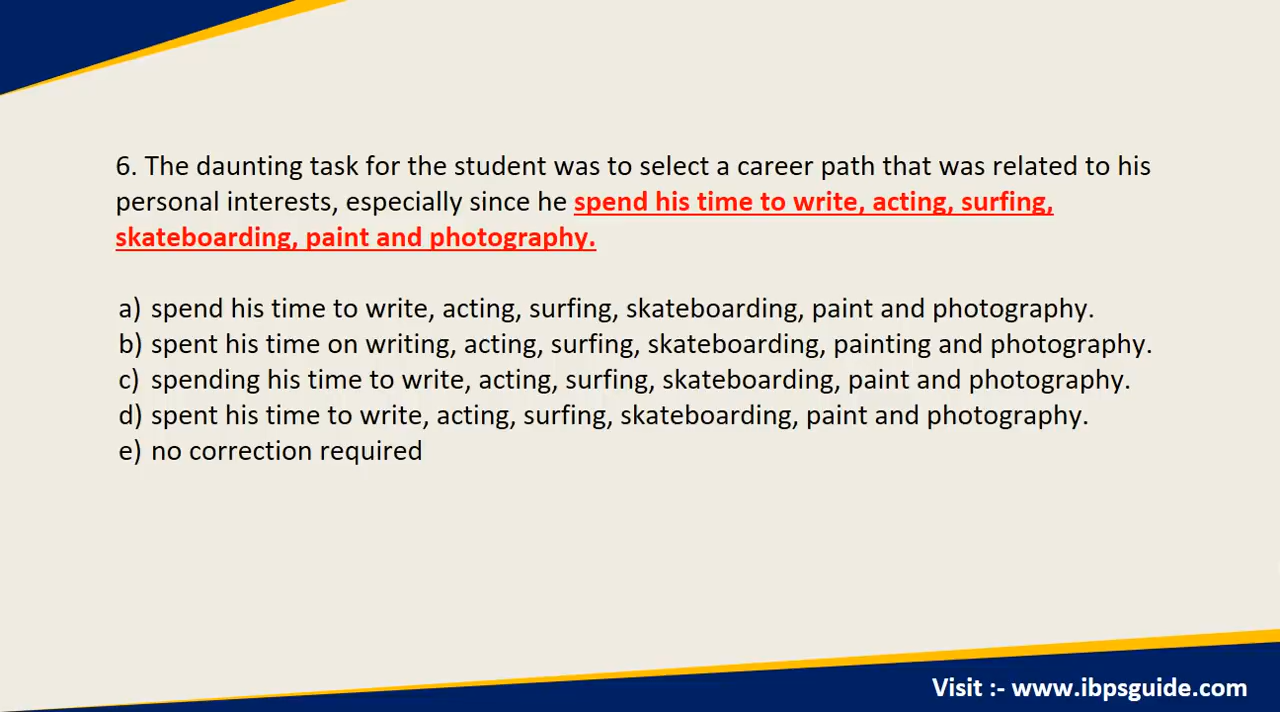 6. The daunting task for the student was to select a career path that was related to his
personal interests, especially since he spend his time to write, acting, surfing,
skateboarding, paint and photography.
a) spend his time to write, acting, surfing, skateboarding, paint and photography.
b) spent his time on writing, acting, surfing, skateboarding, painting and photography.
c) spending his time to write, acting, surfing, skateboarding, paint and photography.
d) spent his time to write, acting, surfing, skateboarding, paint and photography.
e) no correction required
Visit :- www.ibpsguide.com